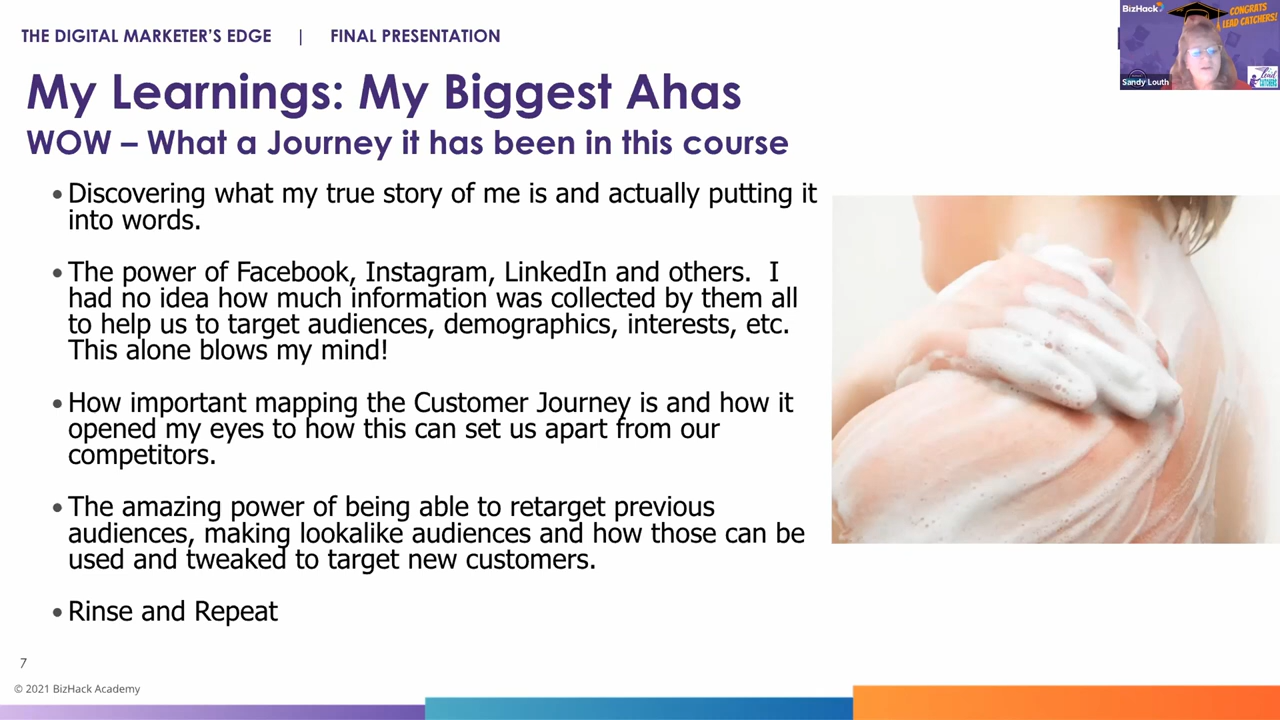 THE DIGITAL MARKETER'S EDGE | FINAL PRESENTATION
BizHack
CONGRATS
LEAD CATCHERS!
Sandy Louth
My Learnings: My Biggest Ahas
WOW – What a Journey it has been in this course
• Discovering what my true story of me is and actually putting it
into words.
• The power of Facebook, Instagram, LinkedIn and others.  I
had no idea how much information was collected by them all
to help us to target audiences, demographics, interests, etc.
This alone blows my mind!
• How important mapping the Customer Journey is and how it
opened my eyes to how this can set us apart from our
competitors.
• The amazing power of being able to retarget previous
audiences, making lookalike audiences and how those can be
used and tweaked to target new customers.
• Rinse and Repeat
7
© 2021 BizHack Academy